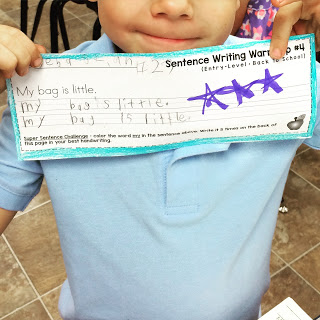 Sentence Writing Warm Up #4
(Entry-Level · Back To School)
My bag is little.
my bag is little.
my bag is little.
Super Sentence Challenge : color the word my in the sentence above. Write it 5 times on the back of
this page in your best handwriting.